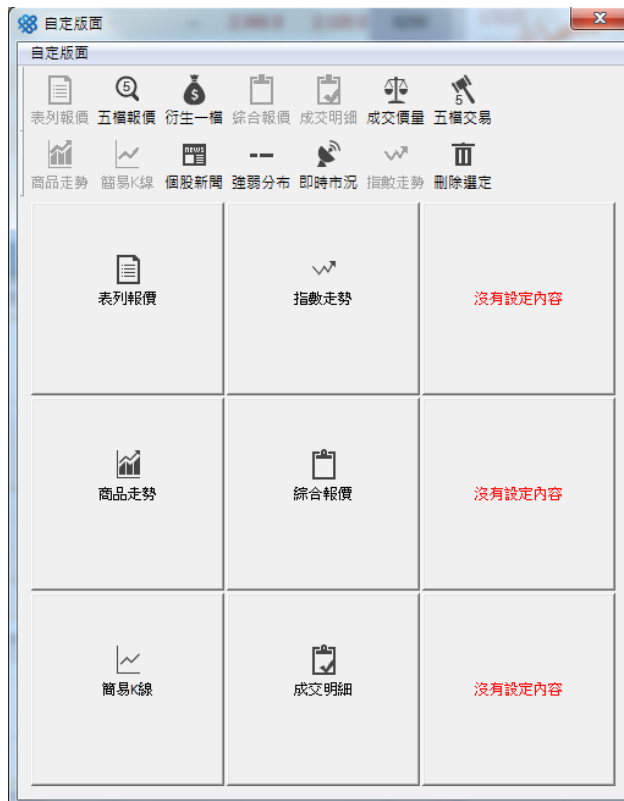 自定版面
自定版面
表列報價 五檔報價 衍生一檔 綜合報價 成交明細 成交價量 五檔交易
商品走勢 簡易K線 個股新聞 強弱分布 即時市況 指數走勢 刪除選定
表列報價 指數走勢 沒有設定內容
商品走勢 綜合報價 沒有設定內容
簡易K線 成交明細 沒有設定內容